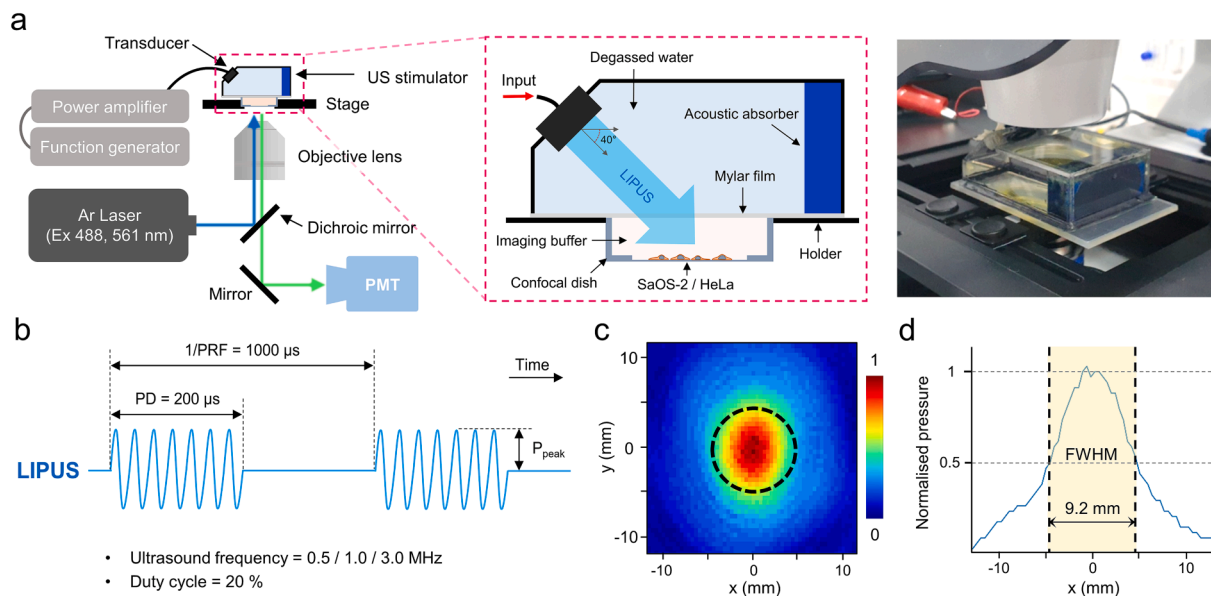 a
Transducer
US stimulator
Power amplifier
Stage
Function generator
Objective lens
Ar Laser
(Ex 488, 561 nm)
Dichroic mirror
Mirror
PMT
Degassed water
Input
Acoustic absorber
40°
LIPUS
Mylar film
Imaging buffer
Holder
Confocal dish
SaOS-2 / HeLa
b
1/PRF = 1000 µs
Time
PD = 200 µs
Ppeak
LIPUS
• Ultrasound frequency = 0.5 / 1.0 / 3.0 MHz
• Duty cycle = 20 %
c
10
0
-10
y (mm)
-10 0 10
x (mm)
1
0
d
Normalised pressure
1
0.5
0
FWHM
9.2 mm
-10 0 10
x (mm)